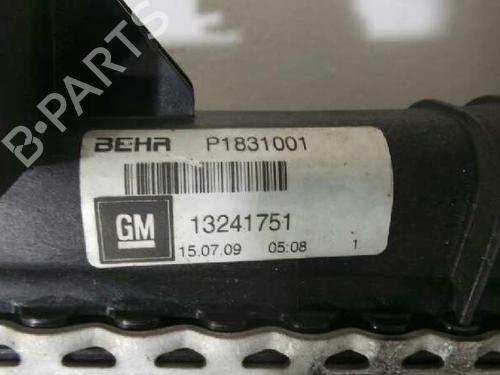 B-PARTS
BEHR P1831001
GM 13241751
15.07.09 05:08 1